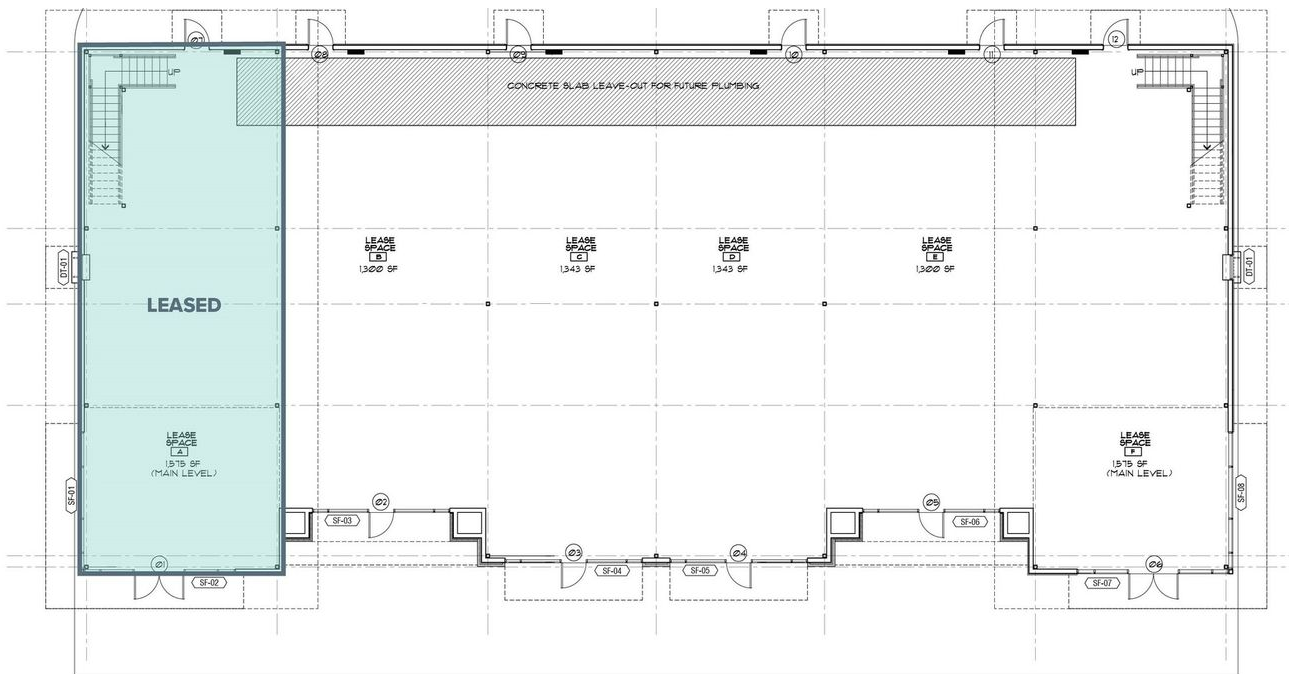 07
08
09
10
11
12
UP
UP
CONCRETE SLAB LEAVE-OUT FOR FUTURE PLUMBING
LEASE
SPACE
B
1,300 SF
LEASE
SPACE
C
1,343 SF
LEASE
SPACE
D
1,343 SF
LEASE
SPACE
E
1,300 SF
DT-01
DT-01
LEASED
LEASE
SPACE
A
1,575 SF
(MAIN LEVEL)
LEASE
SPACE
F
1,575 SF
(MAIN LEVEL)
SF-01
SF-08
02
SF-03
05
SF-06
03
SF-04
04
SF-05
01
SF-02
06
SF-07